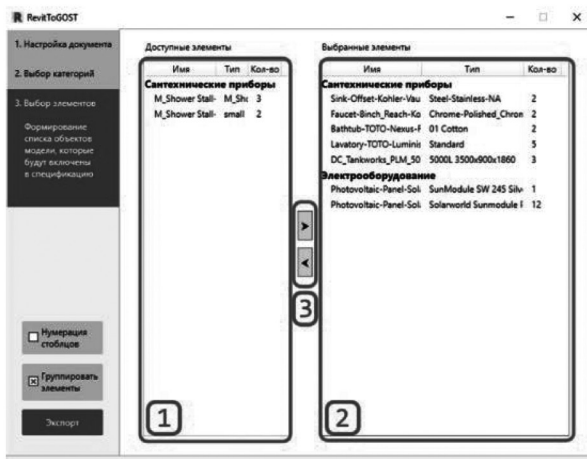 RevitToGOST
1. Настройка документа
2. Выбор категорий
3. Выбор элементов
Формирование
списка объектов
модели, которые
будут включены
в спецификацию
Нумерация
столбцов
Группировать
элементы
Экспорт
Доступные элементы
Имя Тип Кол-во
Сантехнические приборы
M_Shower Stall- M_Shc 3
M_Shower Stall- small 2
1
3
Выбранные элементы
Имя Тип Кол-во
Сантехнические приборы
Sink-Offset-Kohler-Vau Steel-Stainless-NA 2
Faucet-8inch_Reach-Ko Chrome-Polished_Chron 2
Bathtub-TOTO-Nexus-F 01 Cotton 2
Lavatory-TOTO-Luminis Standard 5
DC_Tankworks_PLM_50 5000L 3500x900x1860 3
Электрооборудование
Photovoltaic-Panel-Sol SunModule SW 245 Silv 1
Photovoltaic-Panel-Sol Solarworld Sunmodule F 12
2